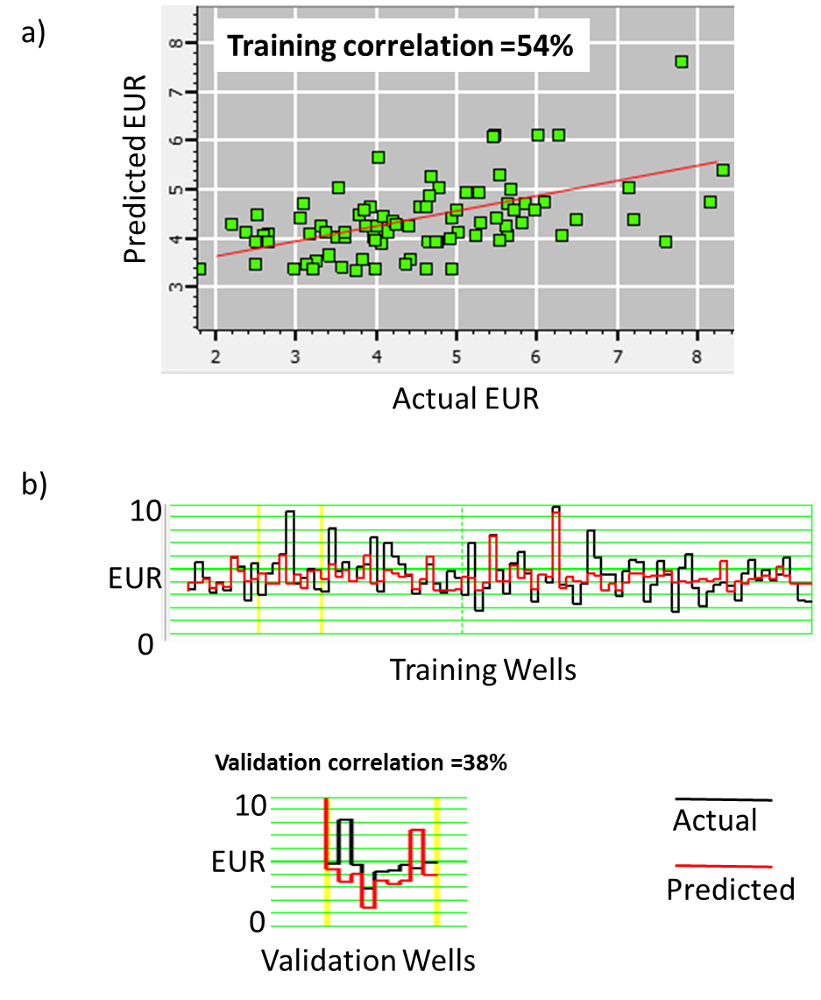 a)
Training correlation =54%
Predicted EUR
8
7
6
5
4
3
2 3 4 5 6 7 8
Actual EUR
b)
10
EUR
0
Training Wells
Validation correlation =38%
10
EUR
0
Validation Wells
Actual
Predicted